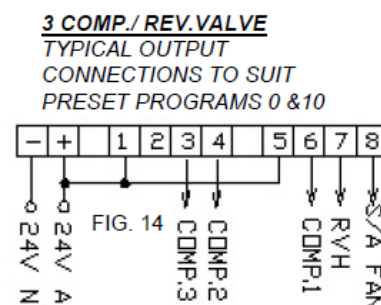 3 COMP./ REV.VALVE
TYPICAL OUTPUT
CONNECTIONS TO SUIT
PRESET PROGRAMS 0 &10
- + 1 2 3 4 5 6 7 8
FIG. 14
24V N
24V A
COMP.3
COMP.2
COMP.1
RVH
S/A FAN